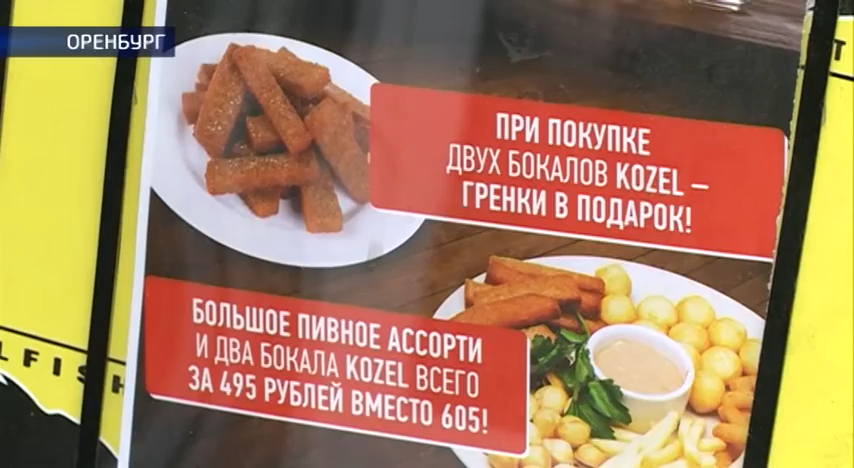 ОРЕНБУРГ
ПРИ ПОКУПКЕ
ДВУХ БОКАЛОВ KOZEL –
ГРЕНКИ В ПОДАРОК!
БОЛЬШОЕ ПИВНОЕ АССОРТИ
И ДВА БОКАЛА KOZEL ВСЕГО
ЗА 495 РУБЛЕЙ ВМЕСТО 605!